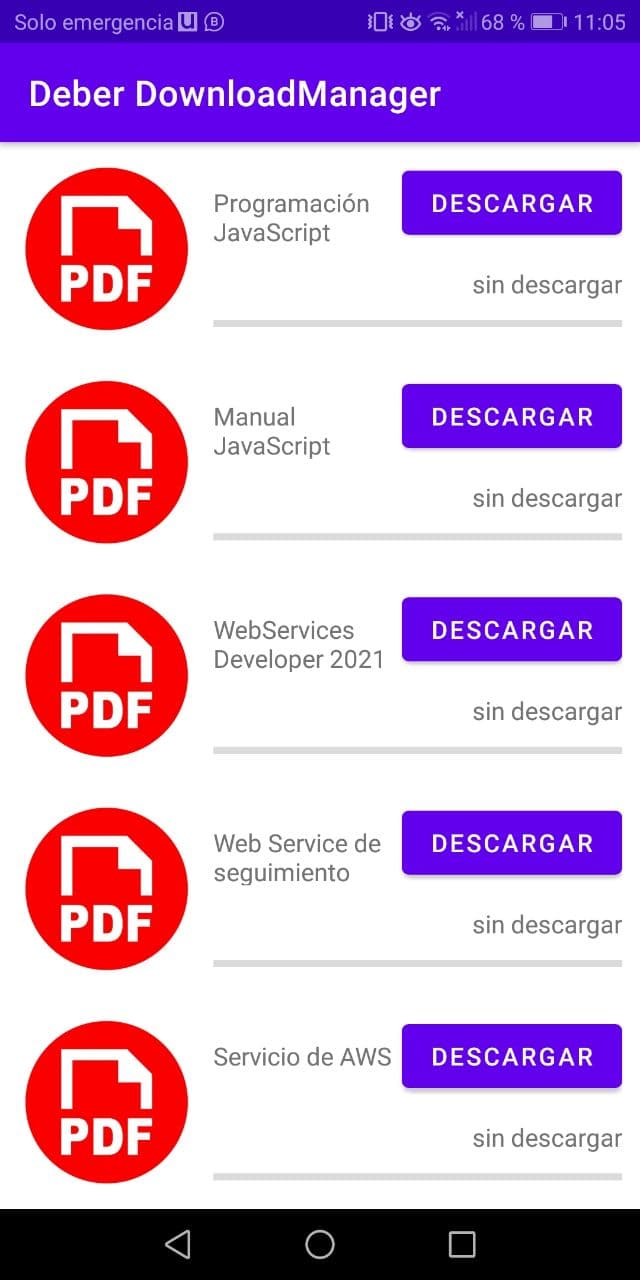 Solo emergencia U B 68 % 11:05
Deber DownloadManager
PDF
Programación
JavaScript
DESCARGAR
sin descargar
PDF
Manual
JavaScript
DESCARGAR
sin descargar
PDF
WebServices
Developer 2021
DESCARGAR
sin descargar
PDF
Web Service de
seguimiento
DESCARGAR
sin descargar
PDF
Servicio de AWS
DESCARGAR
sin descargar